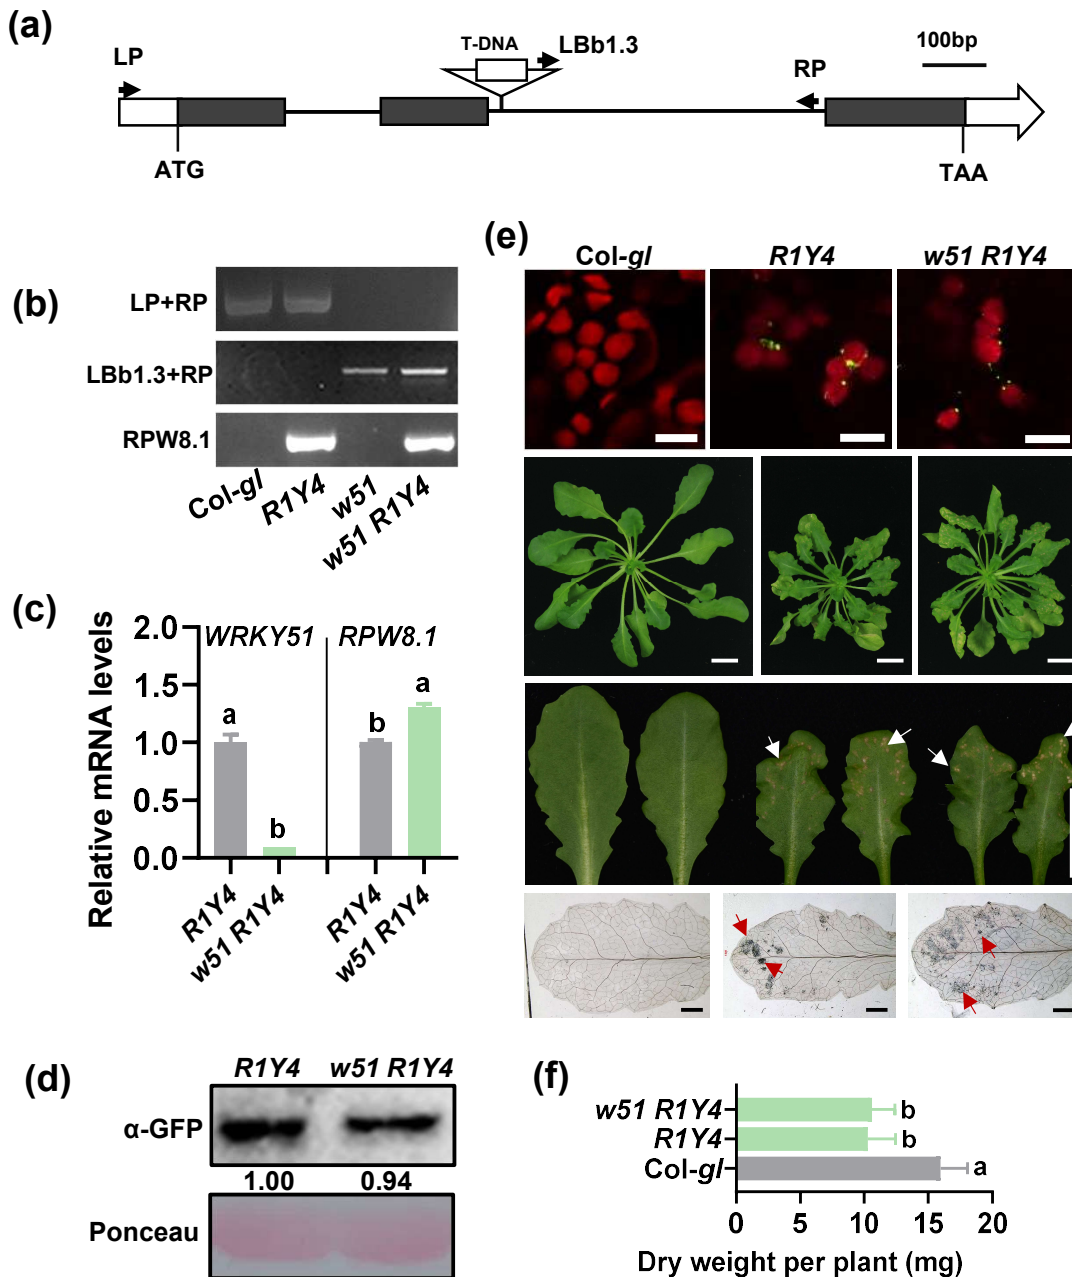 (a)
LP
T-DNA
LBb1.3
100bp
RP
ATG
TAA
(b)
LP+RP
LBb1.3+RP
RPW8.1
Col-gl
R1Y4
w51
w51 R1Y4
(c)
Relative mRNA levels
2.0
1.5
1.0
0.5
0.0
WRKY51
RPW8.1
a
b
b
a
R1Y4
w51 R1Y4
R1Y4
w51 R1Y4
(d)
R1Y4
w51 R1Y4
α-GFP
1.00
0.94
Ponceau
(e)
Col-gl
R1Y4
w51 R1Y4
(f)
w51 R1Y4
b
R1Y4
b
Col-gl
a
0
5
10
15
20
Dry weight per plant (mg)